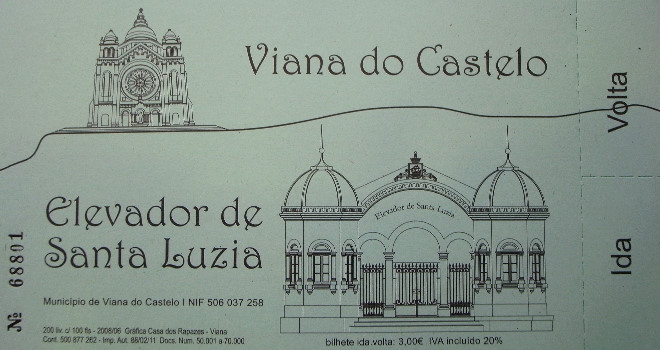 Viana do Castelo
Volta
Elevador de
Santa Luzia
Elevador de Santa Luzia
Ida
Nº 68801
Município de Viana do Castelo I NIF 506 037 258
200 liv. c/ 100 fls - 2008/06 Gráfica Casa dos Rapazes - Viana
Cont. 500 877 262 - Imp. Aut. 88/02/11 Docs. Num. 50.001 a 70.000
bilhete ida.volta: 3,00€ IVA incluído 20%